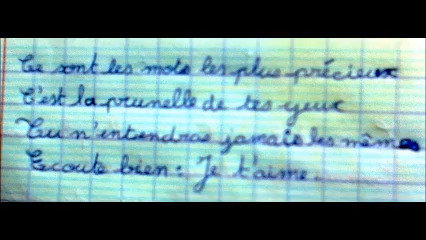 Ce sont les mots les plus précieux
C'est la prunelle de tes yeux
Tu n'entendras jamais les mêmes
Ecoute bien : Je t'aime.